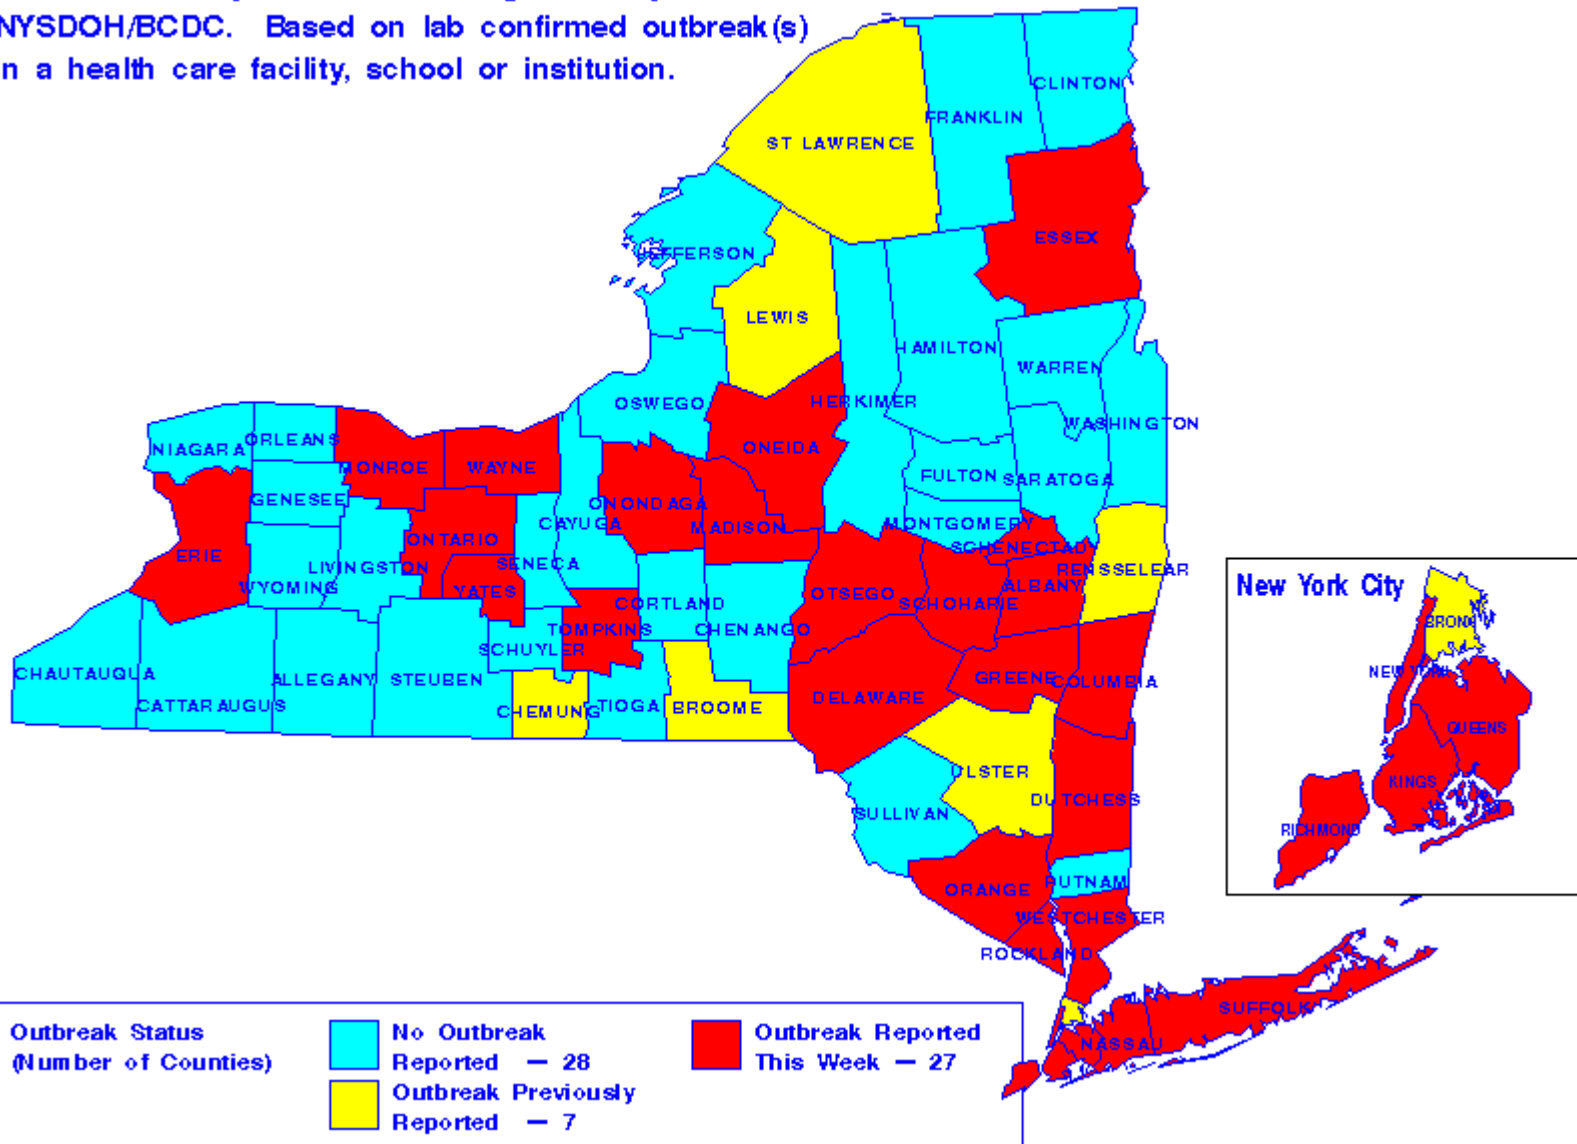 NYSDOH/BCDC. Based on lab confirmed outbreak(s)
n a health care facility, school or institution.
CLINTON
FRANKLIN
ST LAWRENCE
ESSEX
JEFFERSON
LEWIS
HAMILTON
WARREN
HERKIMER
OSWEGO
WASHINGTON
ORLEANS
NIAGARA
ONEIDA
MONROE
WAYNE
FULTON
SARATOGA
GENESEE
ONONDAGA
CAYUGA
MADISON
MONTGOMERY
ONTARIO
SCHENECTADY
ERIE
SENECA
LIVINGSTON
RENSSELEAR
WYOMING
YATES
ALBANY
OTSEGO
SCHOHARIE
CORTLAND
TOMPKINS
CHENANGO
SCHUYLER
CHAUTAUQUA
ALLEGANY
STEUBEN
GREENE
COLUMBIA
CATTARAUGUS
CHEMUNG
TIOGA
BROOME
DELAWARE
ULSTER
DUTCHESS
SULLIVAN
ORANGE
PUTNAM
WESTCHESTER
ROCKLAND
SUFFOLK
NASSAU
New York City
BRONX
NEW YORK
QUEENS
KINGS
RICHMOND
Outbreak Status
(Number of Counties)
No Outbreak
Reported — 28
Outbreak Previously
Reported — 7
Outbreak Reported
This Week — 27